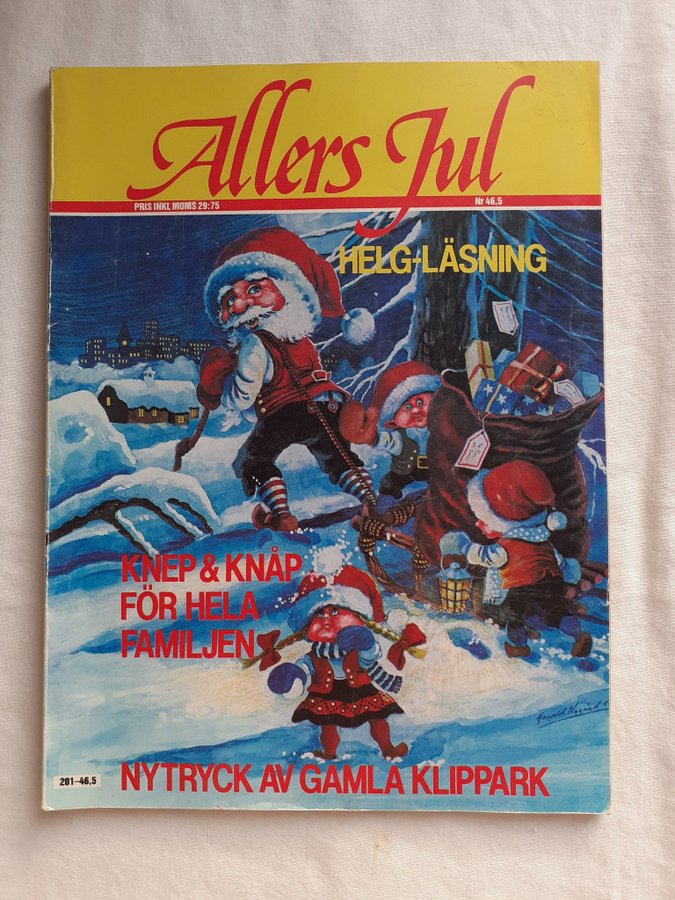 Allers Jul
PRIS INKL MOMS 29:75
Nr 46,5
HELG-LÄSNING
KNEP & KNÅP
FÖR HELA
FAMILJEN
201-46,5
NYTRYCK AV GAMLA KLIPPARK